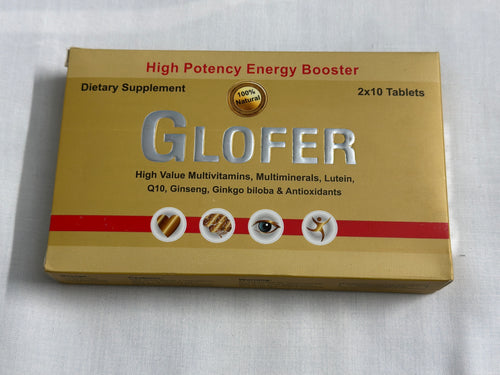 High Potency Energy Booster
Dietary Supplement
100%
Natural
2x10 Tablets
GLOFER
High Value Multivitamins, Multiminerals, Lutein,
Q10, Ginseng, Ginkgo biloba & Antioxidants